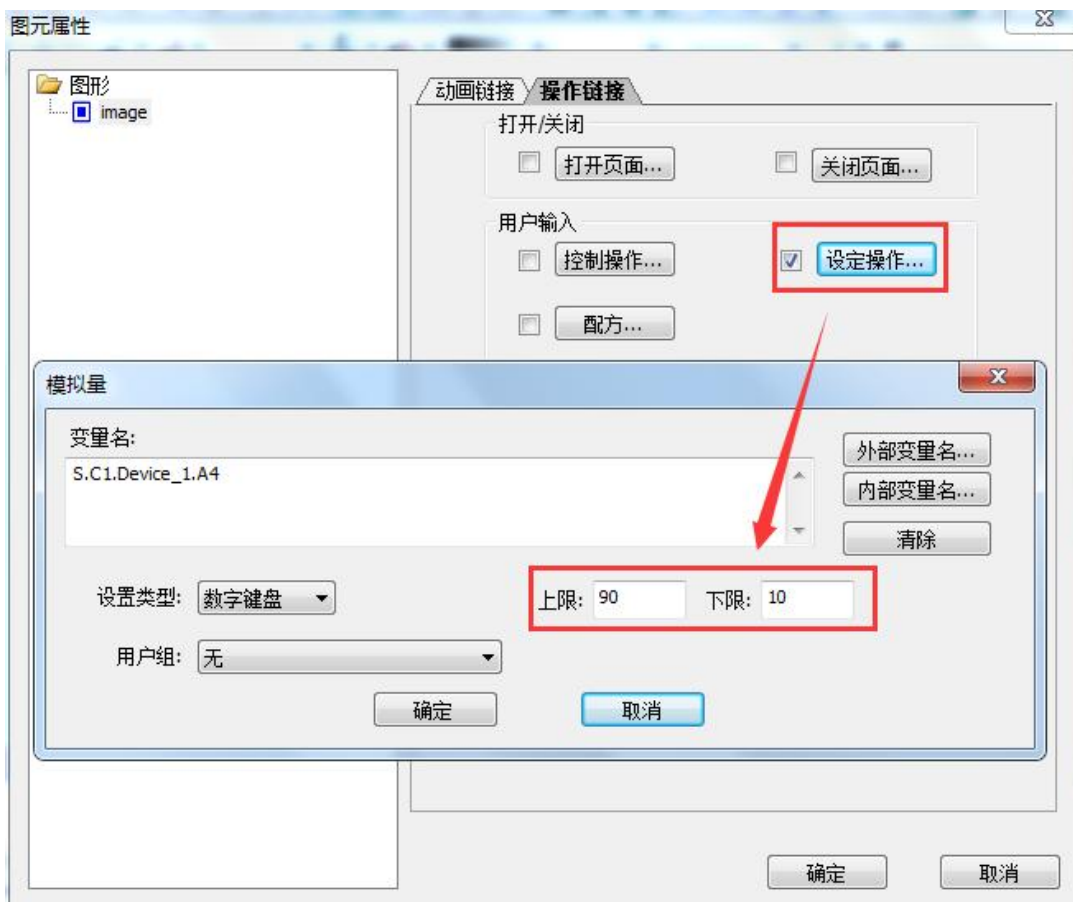 图元属性
图形
image
动画链接 操作链接
打开/关闭
打开页面... 关闭页面...
用户输入
控制操作... 设定操作...
配方...
模拟量
变量名:
S.C1.Device_1.A4
外部变量名...
内部变量名...
清除
设置类型: 数字键盘 上限: 90 下限: 10
用户组: 无
确定 取消
确定 取消